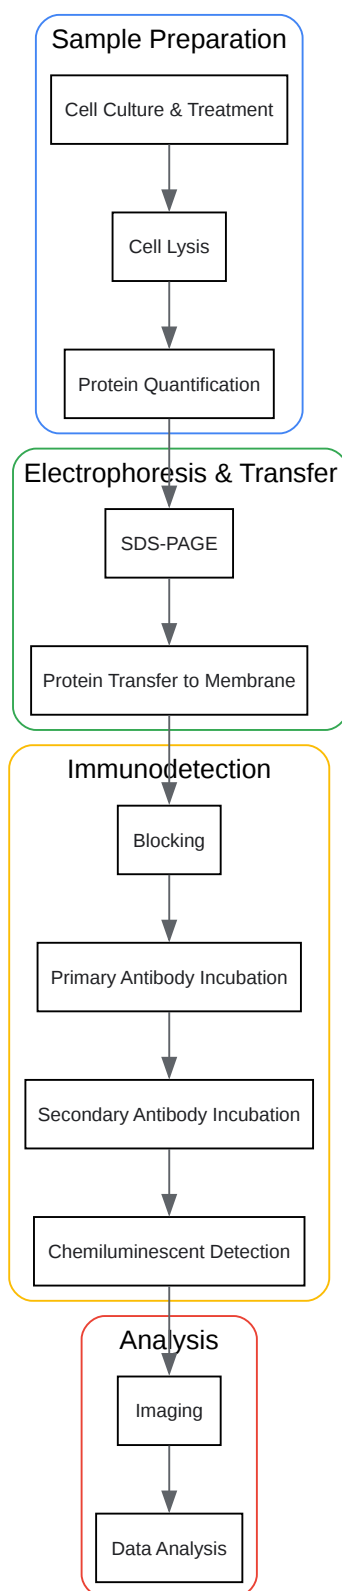 Sample Preparation
Cell Culture & Treatment
Cell Lysis
Protein Quantification
Electrophoresis & Transfer
SDS-PAGE
Protein Transfer to Membrane
Immunodetection
Blocking
Primary Antibody Incubation
Secondary Antibody Incubation
Chemiluminescent Detection
Analysis
Imaging
Data Analysis